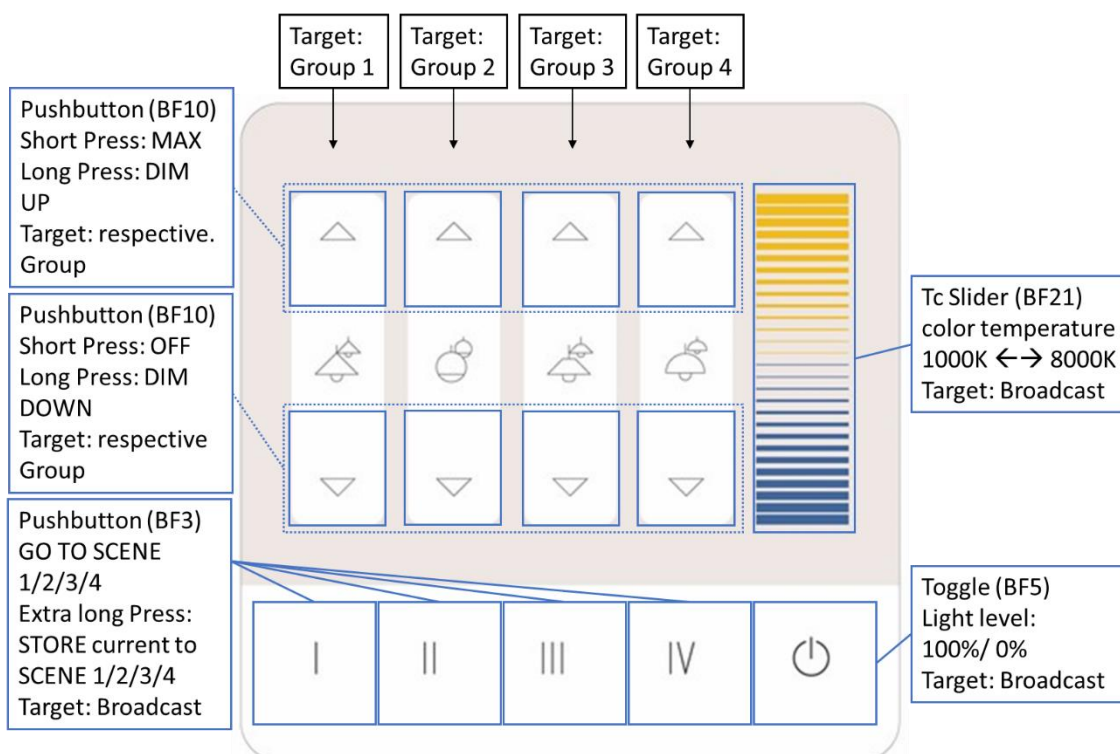 Target:
Group 1
Target:
Group 2
Target:
Group 3
Target:
Group 4
Pushbutton (BF10)
Short Press: MAX
Long Press: DIM
UP
Target: respective.
Group
Pushbutton (BF10)
Short Press: OFF
Long Press: DIM
DOWN
Target: respective
Group
Pushbutton (BF3)
GO TO SCENE
1/2/3/4
Extra long Press:
STORE current to
SCENE 1/2/3/4
Target: Broadcast
Tc Slider (BF21)
color temperature
1000K ←→ 8000K
Target: Broadcast
Toggle (BF5)
Light level:
100%/ 0%
Target: Broadcast
I
II
III
IV